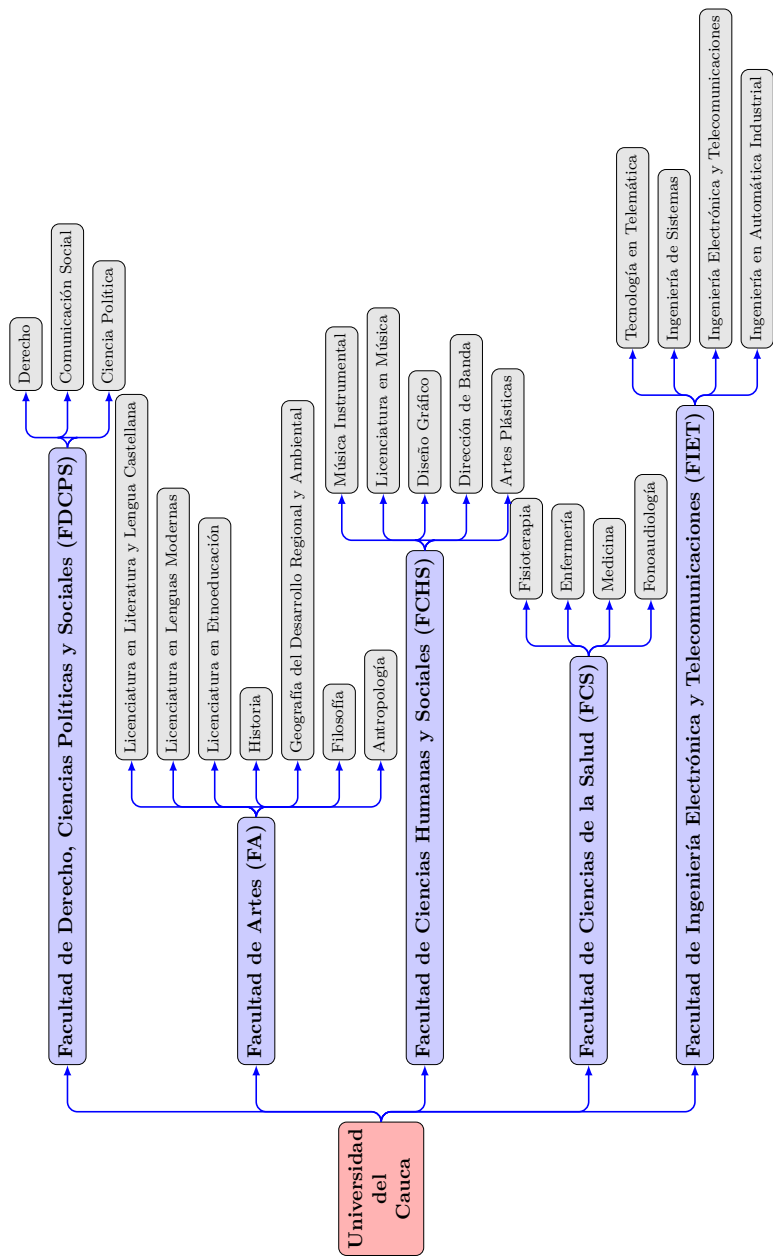 Universidad
del
Cauca
Facultad de Derecho, Ciencias Políticas y Sociales (FDCPS)
Derecho
Comunicación Social
Ciencia Política
Facultad de Artes (FA)
Licenciatura en Literatura y Lengua Castellana
Licenciatura en Lenguas Modernas
Licenciatura en Etnoeducación
Historia
Geografía del Desarrollo Regional y Ambiental
Filosofía
Antropología
Facultad de Ciencias Humanas y Sociales (FCHS)
Música Instrumental
Licenciatura en Música
Diseño Gráfico
Dirección de Banda
Artes Plásticas
Facultad de Ciencias de la Salud (FCS)
Fisioterapia
Enfermería
Medicina
Fonoaudiología
Facultad de Ingeniería Electrónica y Telecomunicaciones (FIET)
Tecnología en Telemática
Ingeniería de Sistemas
Ingeniería Electrónica y Telecomunicaciones
Ingeniería en Automática Industrial